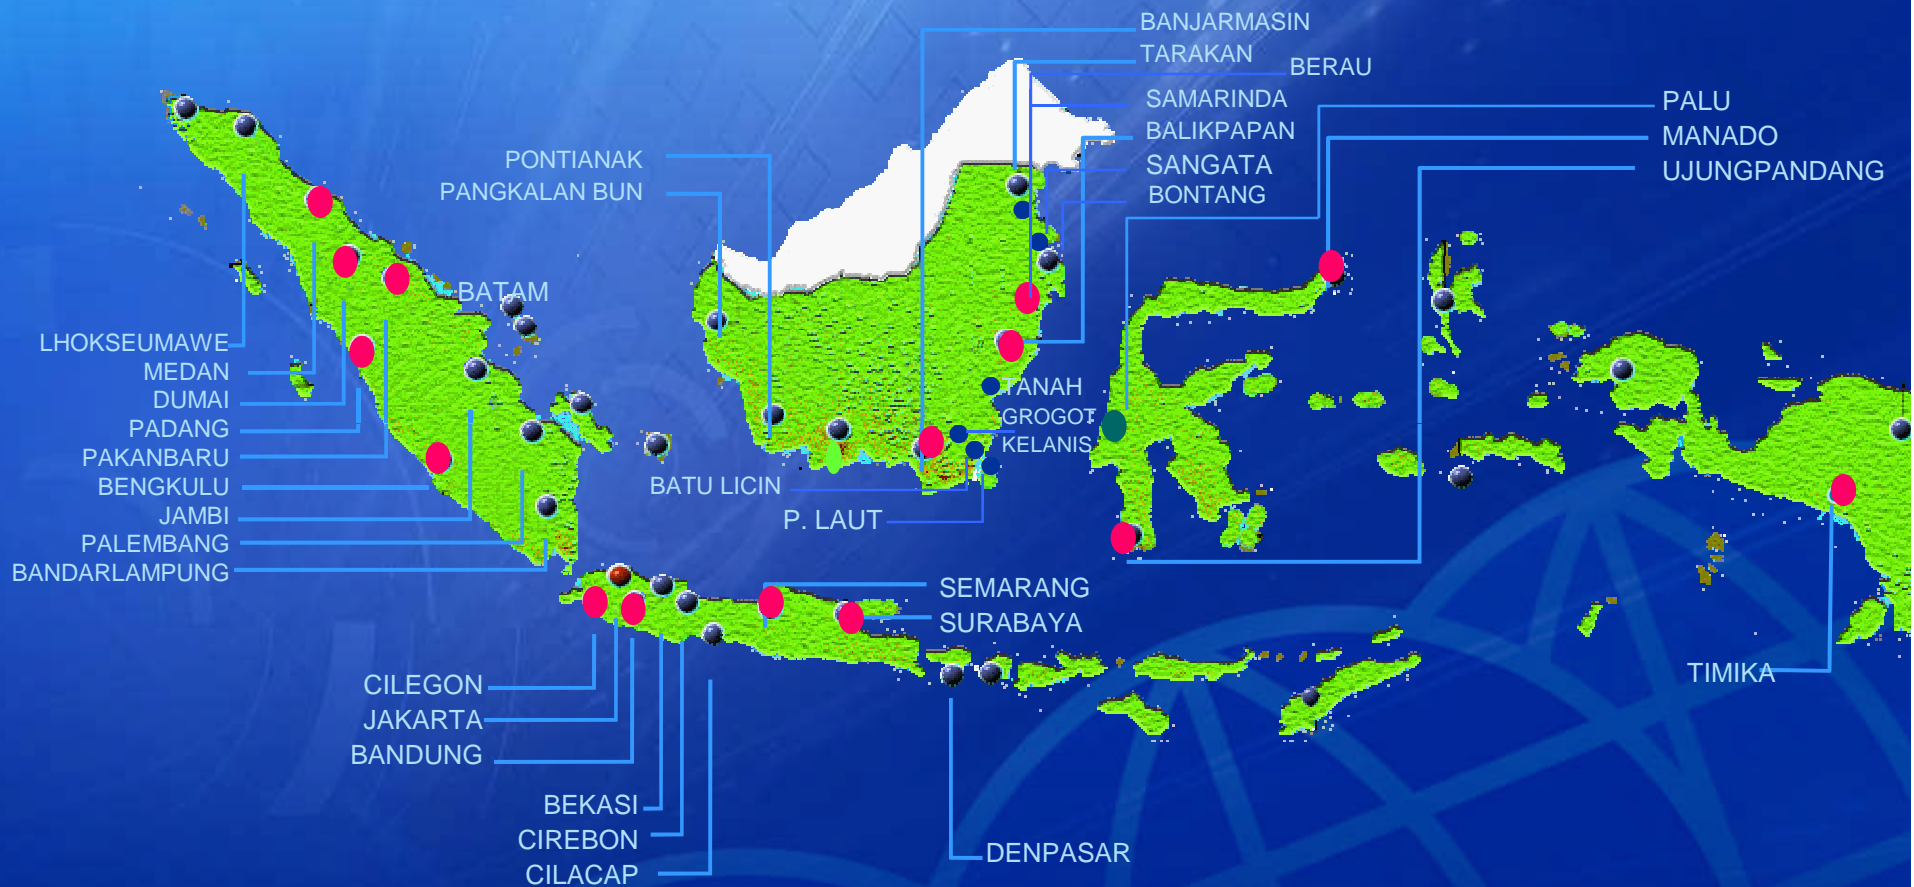 BANJARMASIN
TARAKAN
BERAU
SAMARINDA
BALIKPAPAN
SANGATA
BONTANG
PALU
MANADO
UJUNGPANDANG
PONTIANAK
PANGKALAN BUN
BATAM
LHOKSEUMAWE
MEDAN
DUMAI
PADANG
PAKANBARU
BENGKULU
JAMBI
PALEMBANG
BANDARLAMPUNG
TANAH
GROGOT
KELANIS
BATU LICIN
P. LAUT
SEMARANG
SURABAYA
CILEGON
JAKARTA
BANDUNG
BEKASI
CIREBON
CILACAP
DENPASAR
TIMIKA